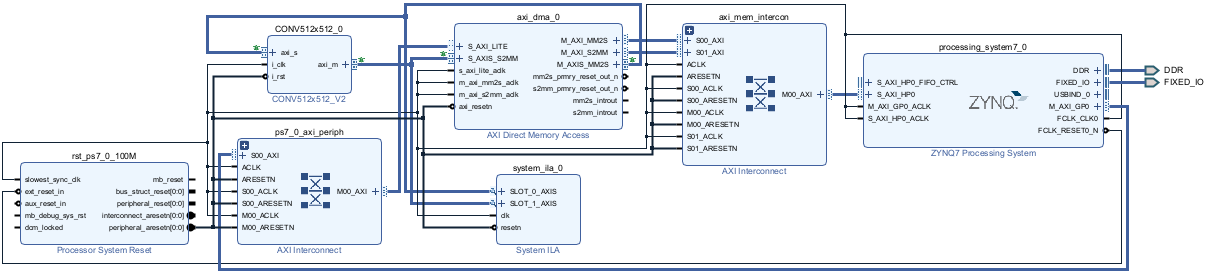 CONV512x512_0
axi_s
i_clk
i_rst
axi_m
CONV512x512_V2
axi_dma_0
S_AXI_LITE
S_AXIS_S2MM
s_axi_lite_aclk
m_axi_mm2s_aclk
m_axi_s2mm_aclk
axi_resetn
M_AXI_MM2S
M_AXI_S2MM
M_AXIS_MM2S
mm2s_prmry_reset_out_n
s2mm_prmry_reset_out_n
mm2s_introut
s2mm_introut
AXI Direct Memory Access
axi_mem_intercon
S00_AXI
S01_AXI
ACLK
ARESETN
S00_ACLK
S00_ARESETN
M00_ACLK
M00_ARESETN
S01_ACLK
S01_ARESETN
M00_AXI
AXI Interconnect
processing_system7_0
S_AXI_HP0_FIFO_CTRL
S_AXI_HP0
M_AXI_GP0_ACLK
S_AXI_HP0_ACLK
ZYNQ
DDR
FIXED_IO
USBIND_0
M_AXI_GP0
FCLK_CLK0
FCLK_RESET0_N
ZYNQ7 Processing System
DDR
FIXED_IO
rst_ps7_0_100M
slowest_sync_clk
ext_reset_in
aux_reset_in
mb_debug_sys_rst
dcm_locked
mb_reset
bus_struct_reset[0:0]
peripheral_reset[0:0]
interconnect_aresetn[0:0]
peripheral_aresetn[0:0]
Processor System Reset
ps7_0_axi_periph
S00_AXI
ACLK
ARESETN
S00_ACLK
S00_ARESETN
M00_ACLK
M00_ARESETN
M00_AXI
AXI Interconnect
system_ila_0
SLOT_0_AXIS
SLOT_1_AXIS
clk
resetn
System ILA